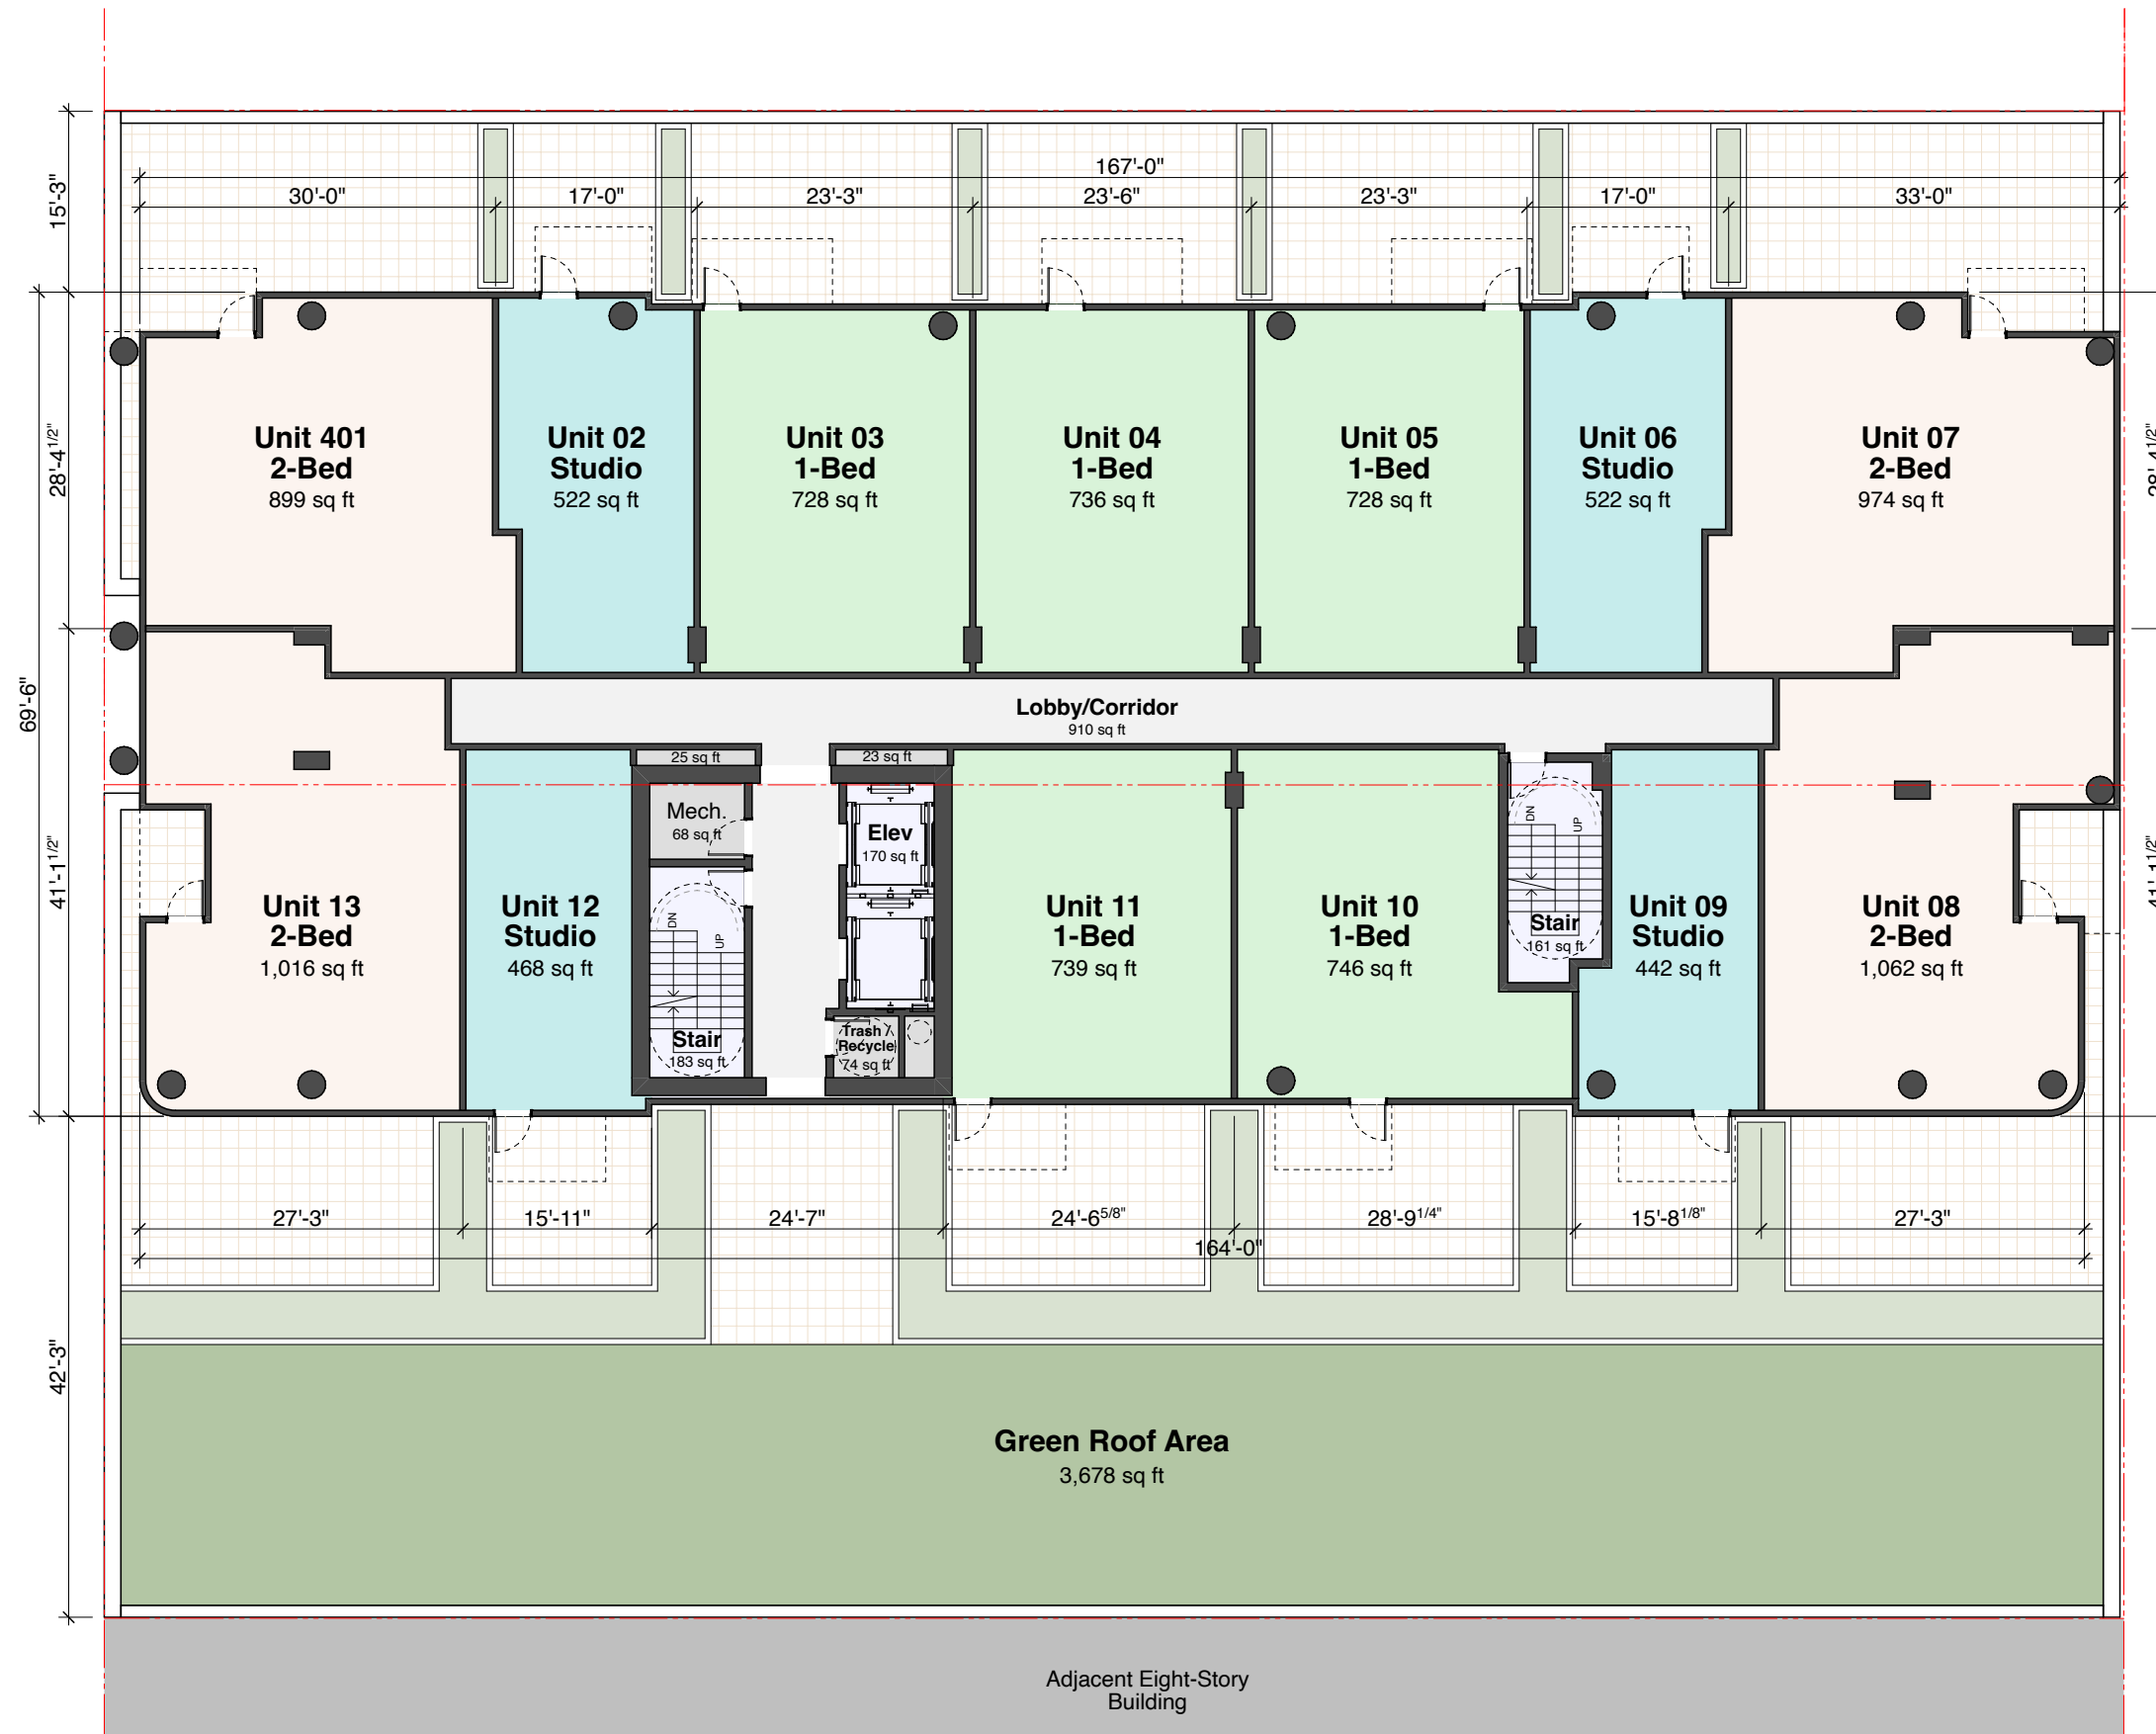 167'-0"
30'-0"
17'-0"
23'-3"
23'-6"
23'-3"
17'-0"
33'-0"
15'-3"
28'-4 1/2"
69'-6"
41'-1 1/2"
42'-3"
Unit 401
2-Bed
899 sq ft
Unit 02
Studio
522 sq ft
Unit 03
1-Bed
728 sq ft
Unit 04
1-Bed
736 sq ft
Unit 05
1-Bed
728 sq ft
Unit 06
Studio
522 sq ft
Unit 07
2-Bed
974 sq ft
28'-4 1/2"
Lobby/Corridor
910 sq ft
25 sq ft
23 sq ft
Mech.
68 sq ft
Elev
170 sq ft
DN
UP
Stair
183 sq ft
Trash /
Recycle
74 sq ft
DN
UP
Stair
161 sq ft
Unit 13
2-Bed
1,016 sq ft
Unit 12
Studio
468 sq ft
Unit 11
1-Bed
739 sq ft
Unit 10
1-Bed
746 sq ft
Unit 09
Studio
442 sq ft
Unit 08
2-Bed
1,062 sq ft
41'-1 1/2"
27'-3"
15'-11"
24'-7"
24'-6 5/8"
28'-9 1/4"
15'-8 1/8"
27'-3"
164'-0"
Green Roof Area
3,678 sq ft
Adjacent Eight-Story
Building